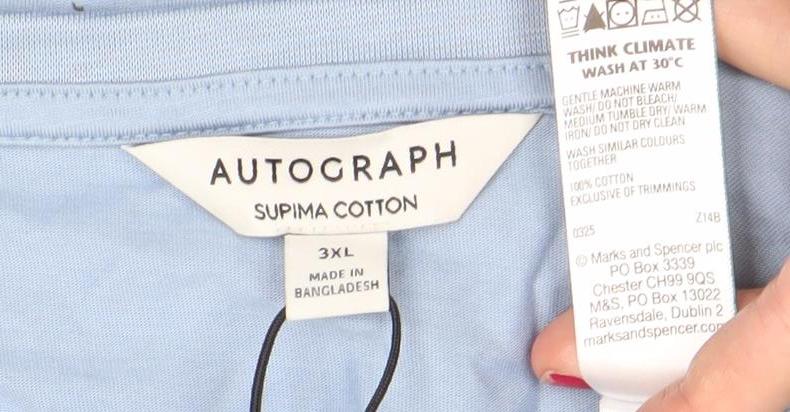 AUTOGRAPH
SUPIMA COTTON
3XL
MADE IN
BANGLADESH
THINK CLIMATE
WASH AT 30°C
GENTLE MACHINE WARM
WASH/ DO NOT BLEACH/
MEDIUM TUMBLE DRY/ WARM
IRON/ DO NOT DRY CLEAN
WASH SIMILAR COLOURS
TOGETHER
100% COTTON
EXCLUSIVE OF TRIMMINGS
0325 Z14B
© Marks and Spencer plc
PO Box 3339
Chester CH99 9QS
M&S, PO Box 13022
Ravensdale, Dublin 2
marksandspencer.com